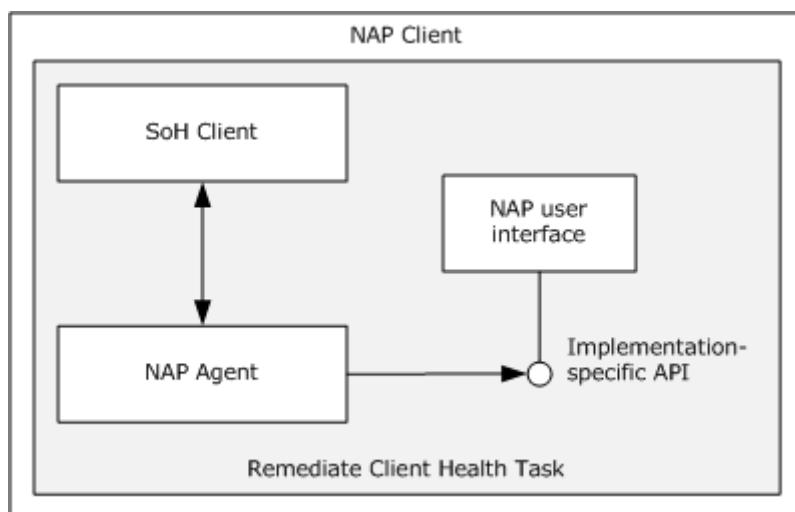 NAP Client
SoH Client
NAP user
interface
NAP Agent
Implementation-
specific API
Remediate Client Health Task